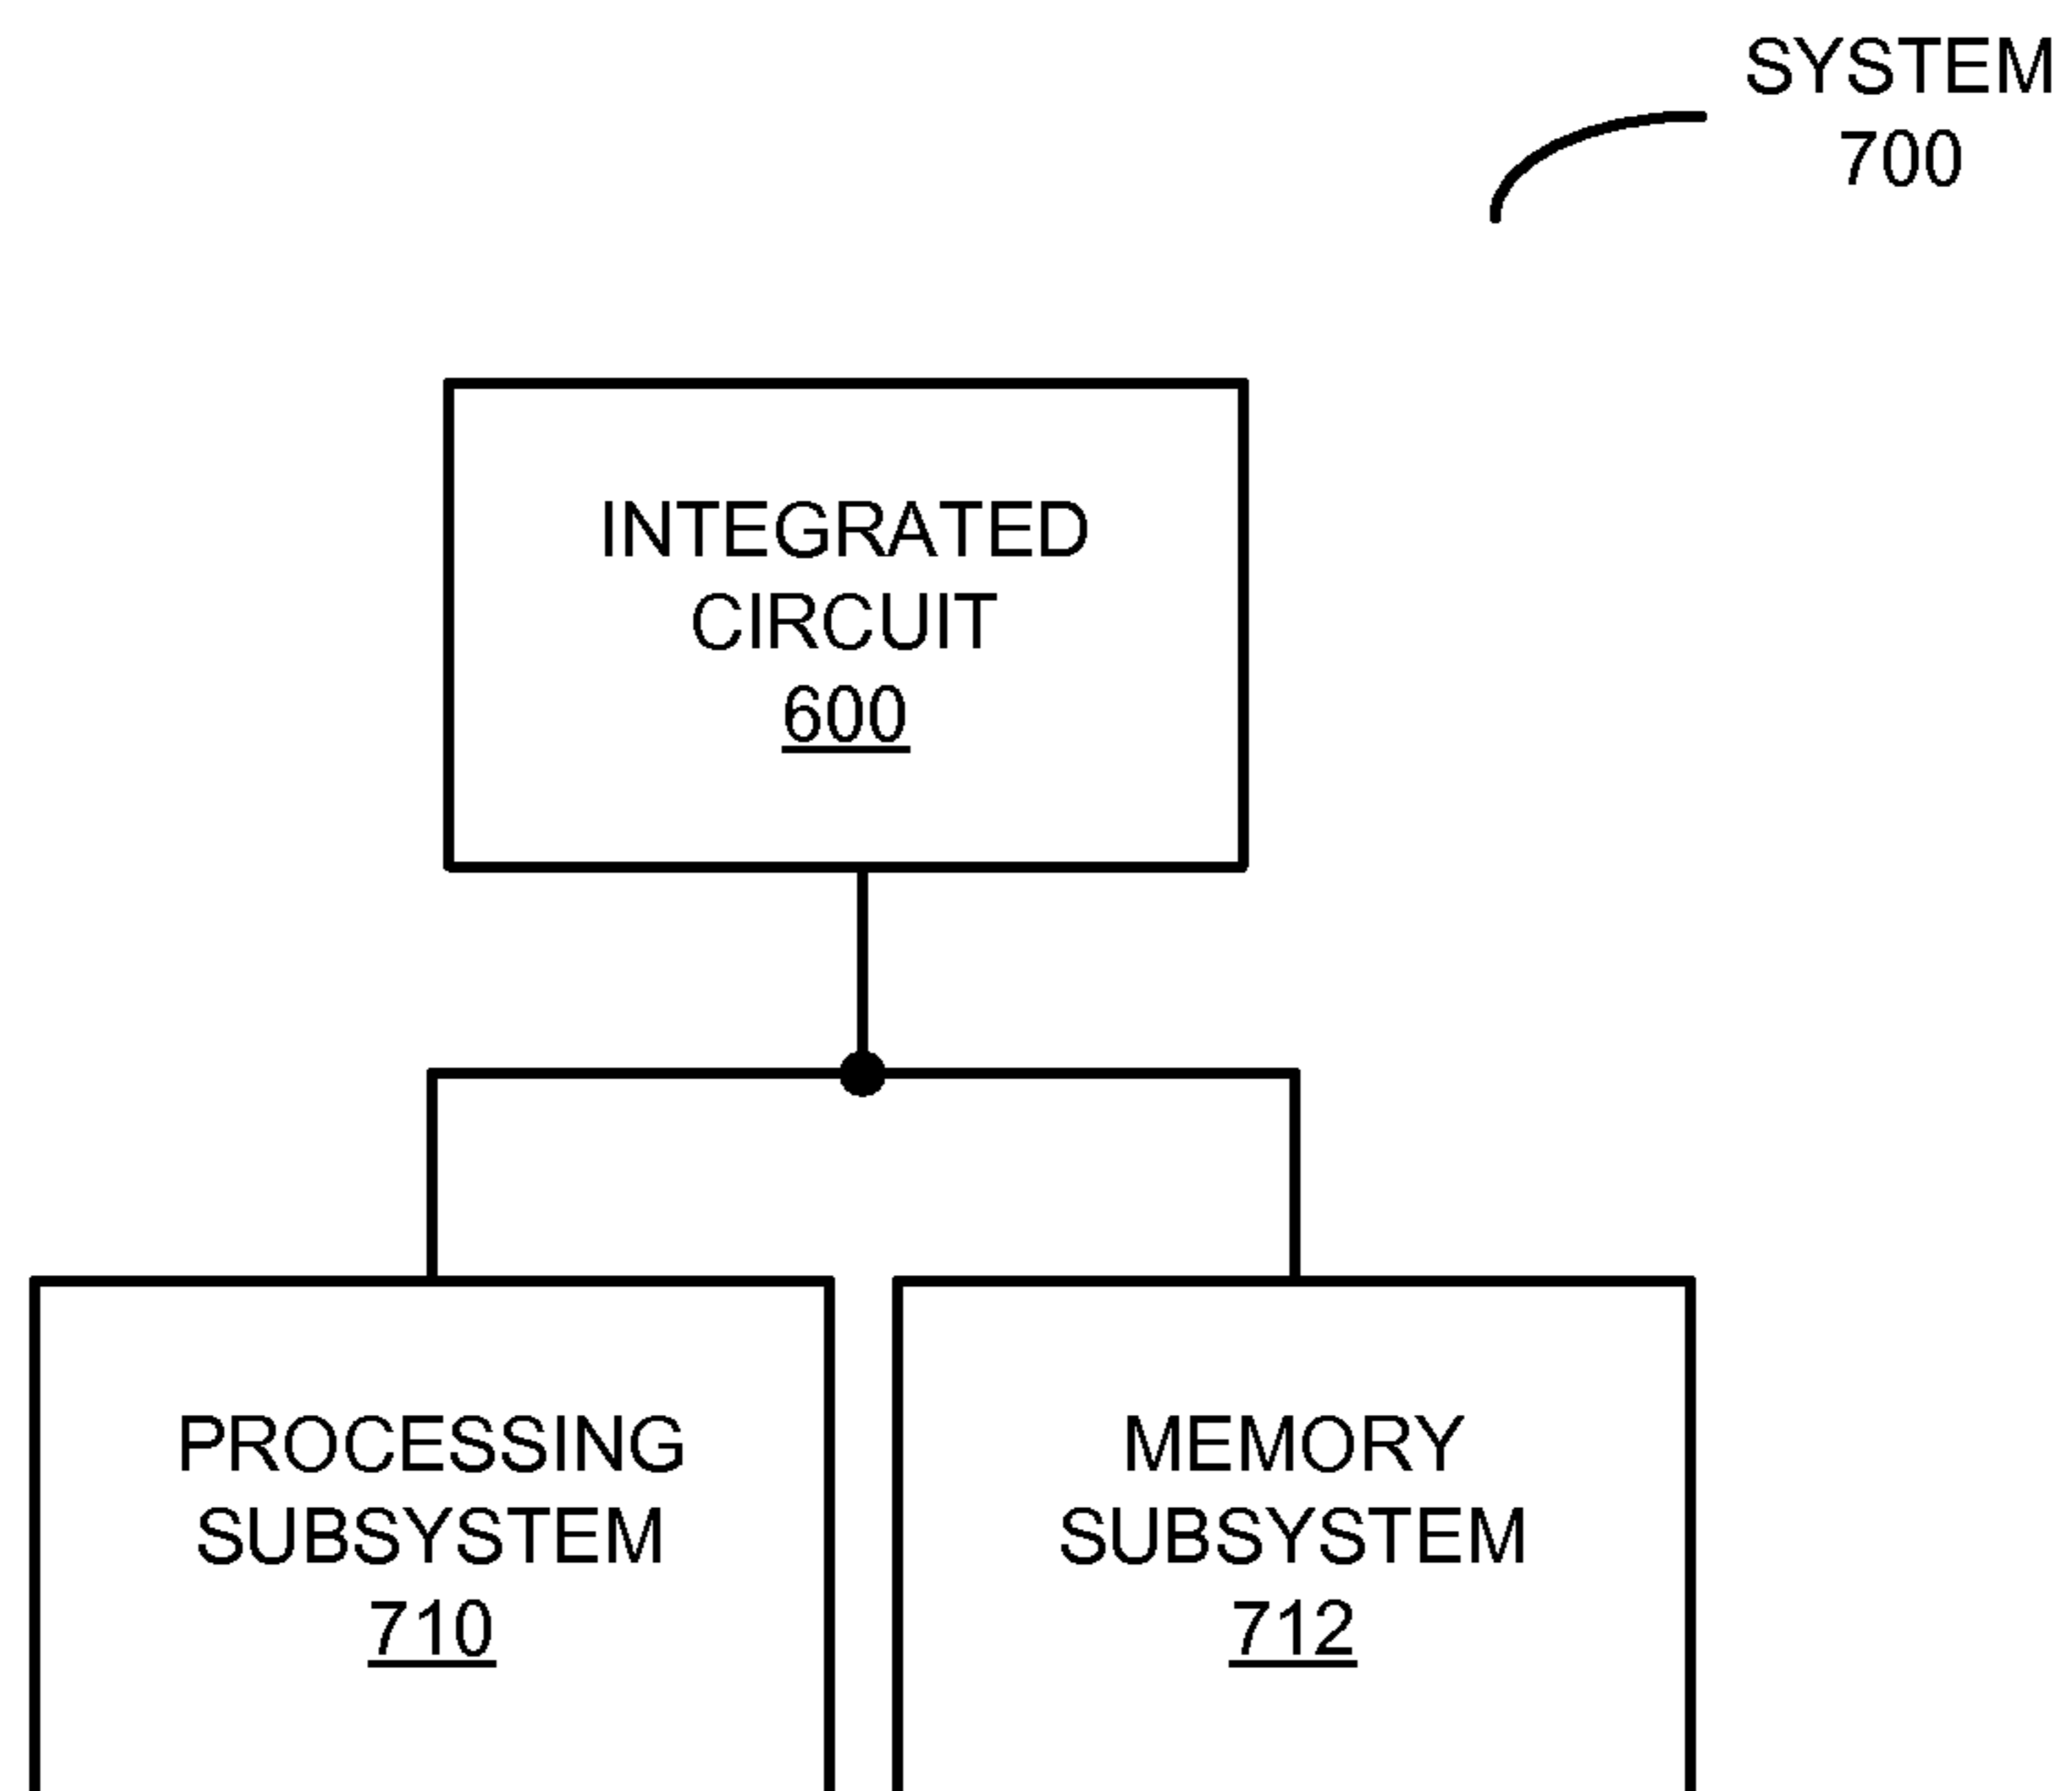 SYSTEM
700
INTEGRATED
CIRCUIT
600
PROCESSING
SUBSYSTEM
710
MEMORY
SUBSYSTEM
712